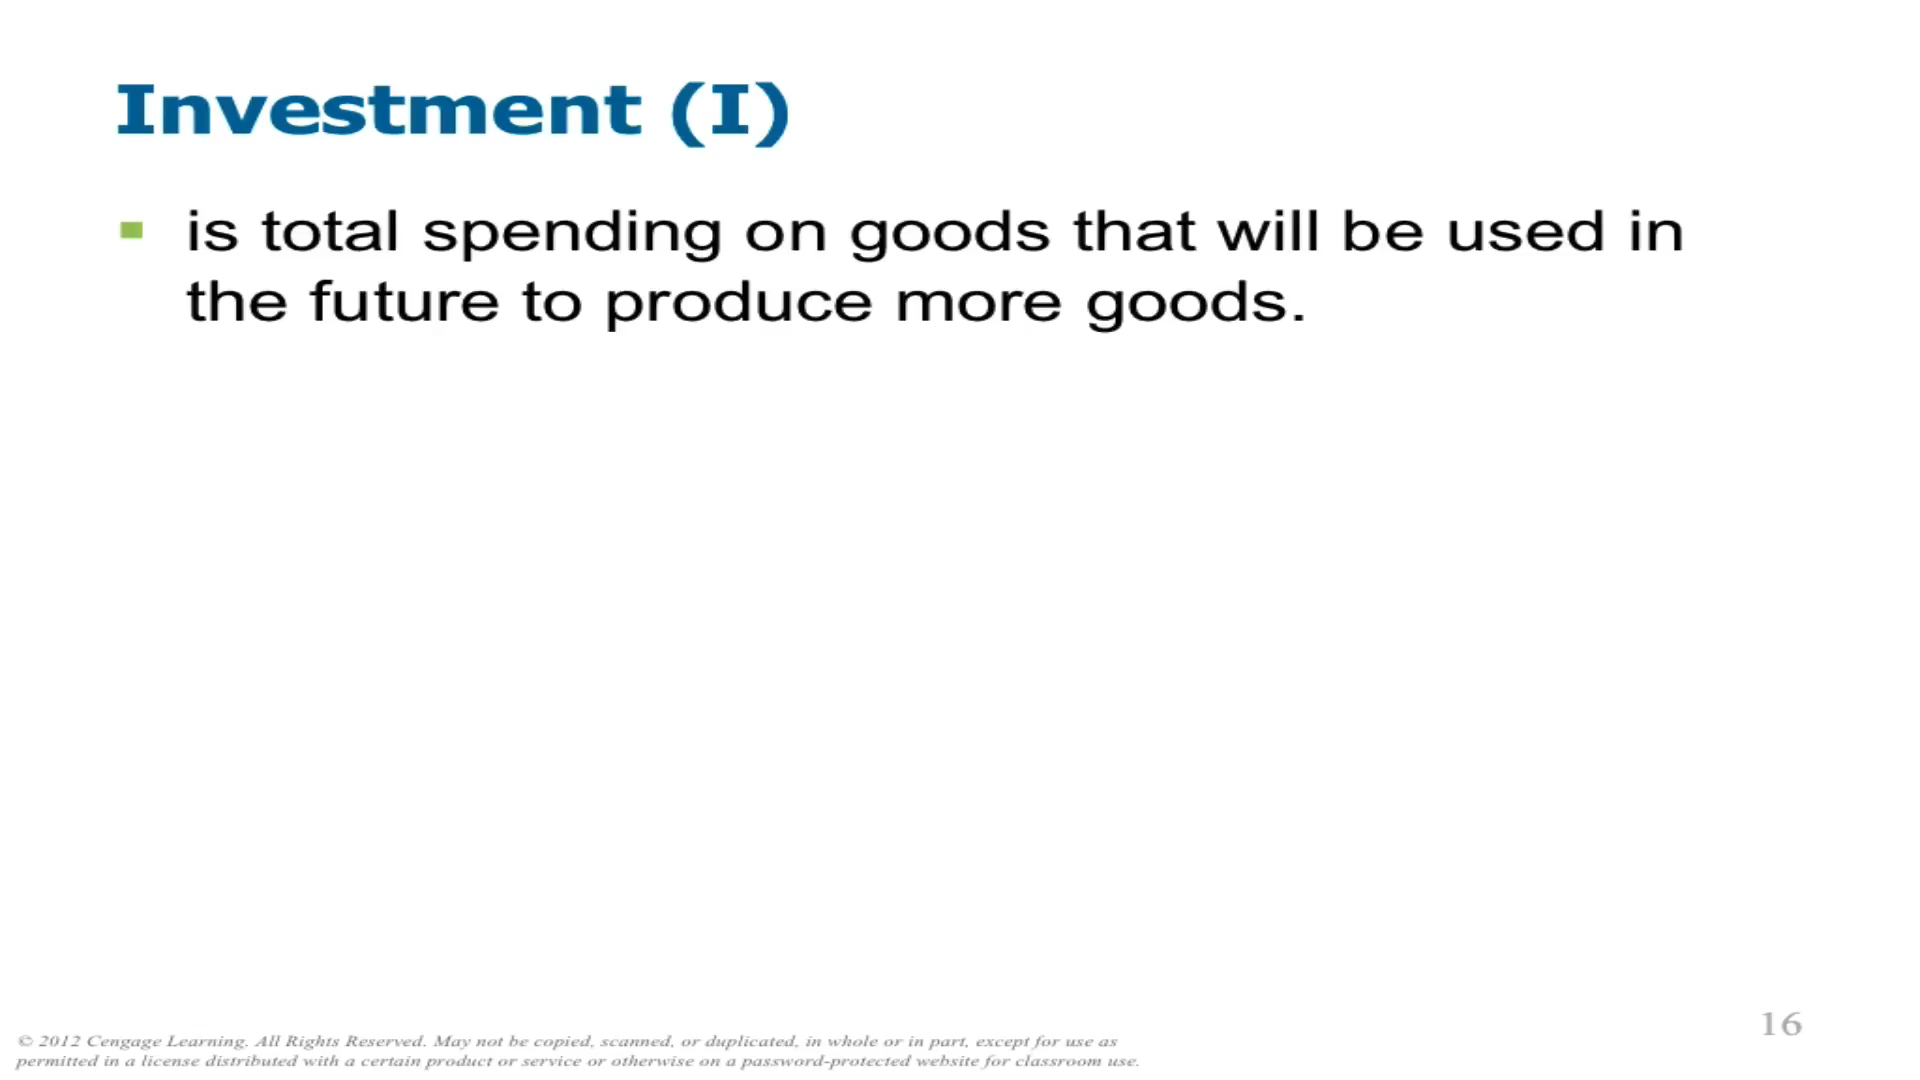 Investment (I)
is total spending on goods that will be used in
the future to produce more goods.
16
© 2012 Cengage Learning. All Rights Reserved. May not be copied, scanned, or duplicated, in whole or in part, except for use as
permitted in a license distributed with a certain product or service or otherwise on a password-protected website for classroom use.